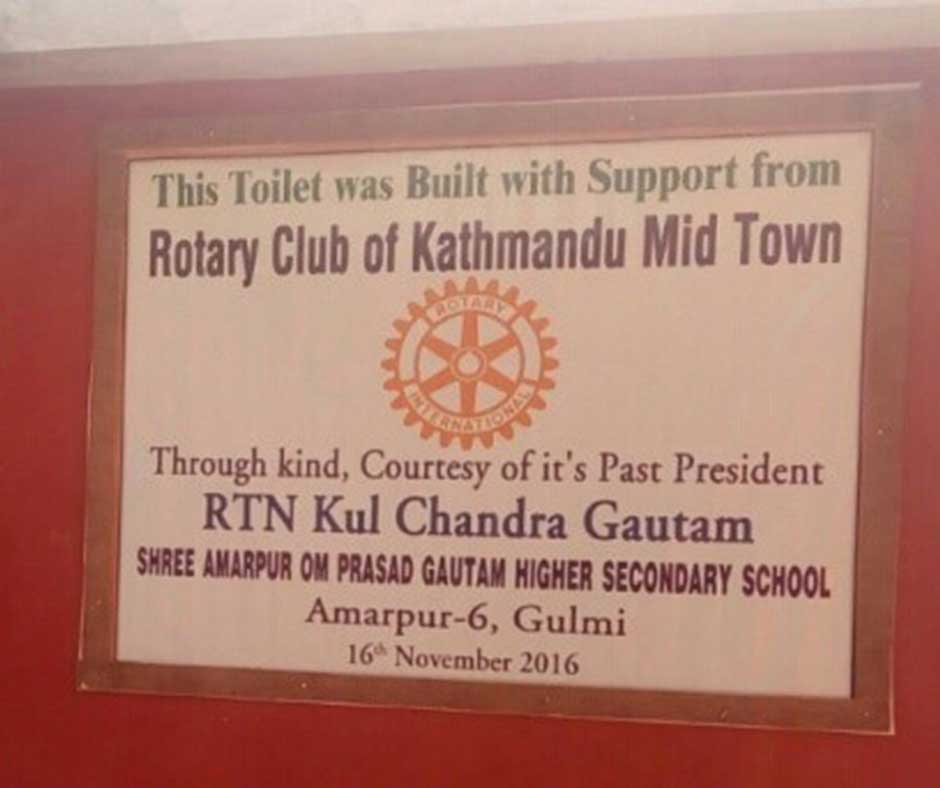 This Toilet was Built with Support from
Rotary Club of Kathmandu Mid Town
ROTARY
INTERNATIONAL
Through kind, Courtesy of it's Past President
RTN Kul Chandra Gautam
SHREE AMARPUR OM PRASAD GAUTAM HIGHER SECONDARY SCHOOL
Amarpur-6, Gulmi
16th November 2016